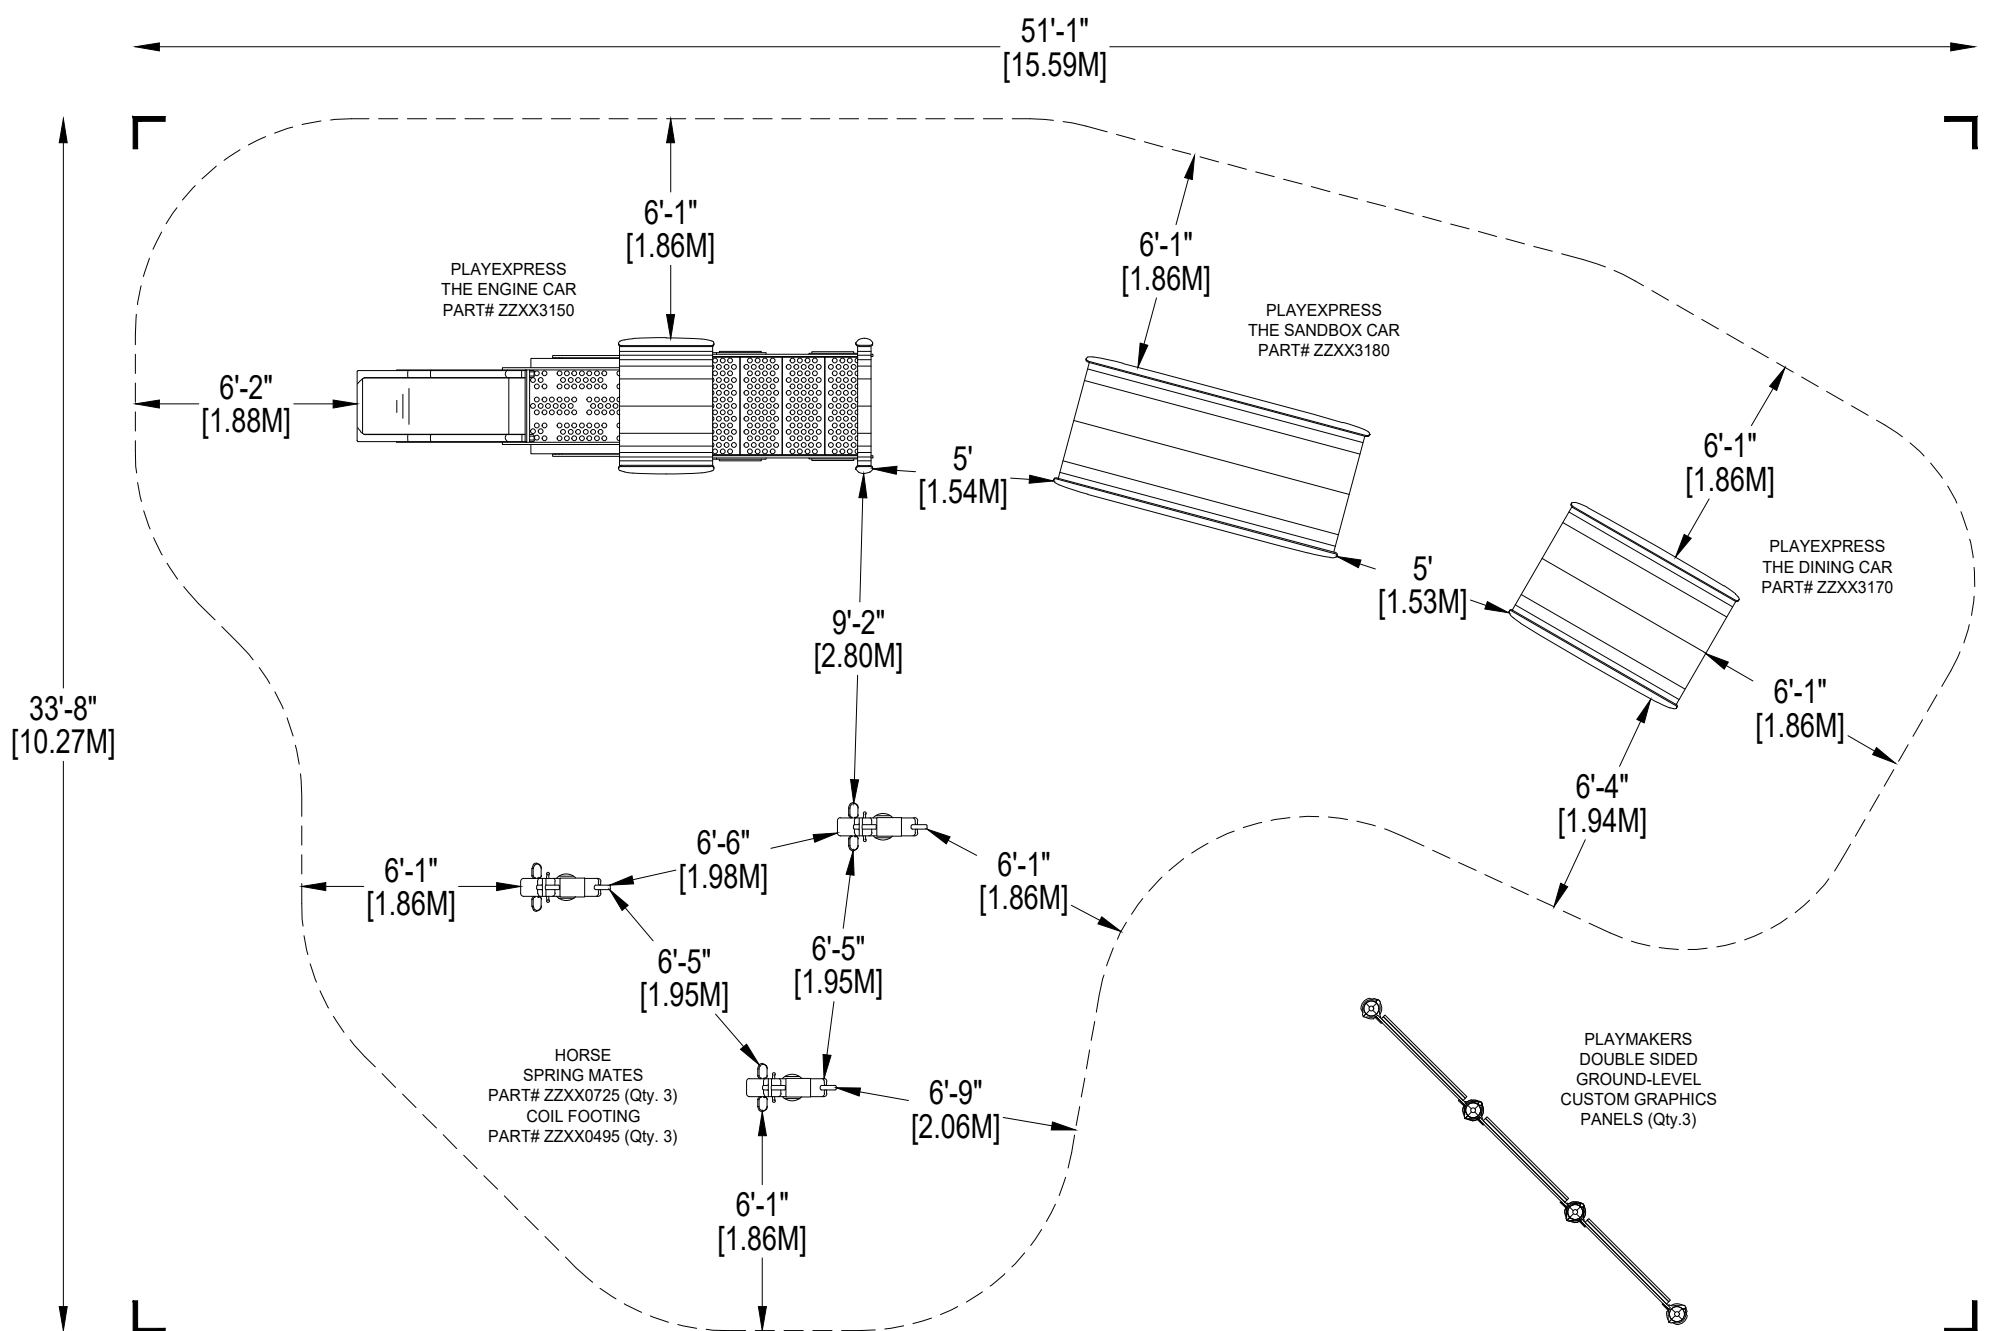 51'-1"
[15.59M]
6'-1"
[1.86M]
PLAYEXPRESS
THE ENGINE CAR
PART# ZZXX3150
6'-1"
[1.86M]
PLAYEXPRESS
THE SANDBOX CAR
PART# ZZXX3180
6'-2"
[1.88M]
5'
[1.54M]
6'-1"
[1.86M]
PLAYEXPRESS
THE DINING CAR
PART# ZZXX3170
5'
[1.53M]
9'-2"
[2.80M]
33'-8"
[10.27M]
6'-1"
[1.86M]
6'-4"
[1.94M]
6'-6"
[1.98M]
6'-1"
[1.86M]
6'-1"
[1.86M]
6'-5"
[1.95M]
6'-5"
[1.95M]
HORSE
SPRING MATES
PART# ZZXX0725 (Qty. 3)
COIL FOOTING
PART# ZZXX0495 (Qty. 3)
6'-9"
[2.06M]
PLAYMAKERS
DOUBLE SIDED
GROUND-LEVEL
CUSTOM GRAPHICS
PANELS (Qty.3)
6'-1"
[1.86M]